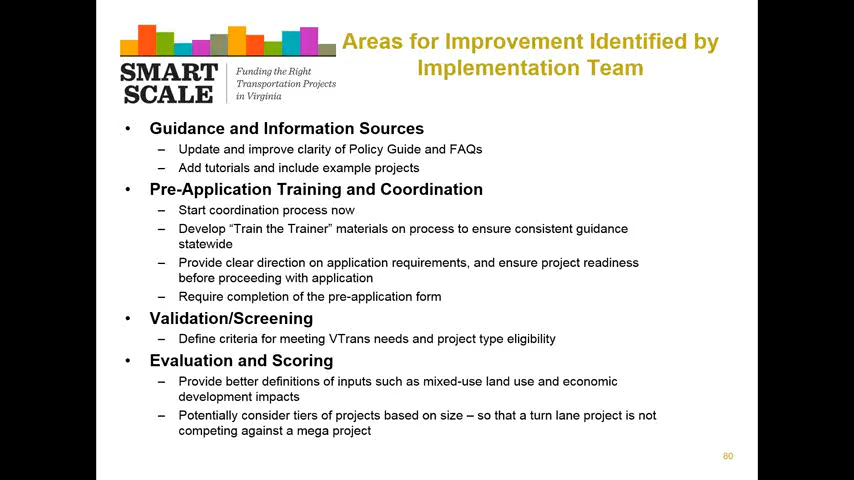 Areas for Improvement Identified by
Implementation Team
SMART
SCALE
Funding the Right
Transportation Projects
in Virginia
• Guidance and Information Sources
– Update and improve clarity of Policy Guide and FAQs
– Add tutorials and include example projects
• Pre-Application Training and Coordination
– Start coordination process now
– Develop “Train the Trainer” materials on process to ensure consistent guidance
statewide
– Provide clear direction on application requirements, and ensure project readiness
before proceeding with application
– Require completion of the pre-application form
• Validation/Screening
– Define criteria for meeting VTrans needs and project type eligibility
• Evaluation and Scoring
– Provide better definitions of inputs such as mixed-use land use and economic
development impacts
– Potentially consider tiers of projects based on size – so that a turn lane project is not
competing against a mega project
80